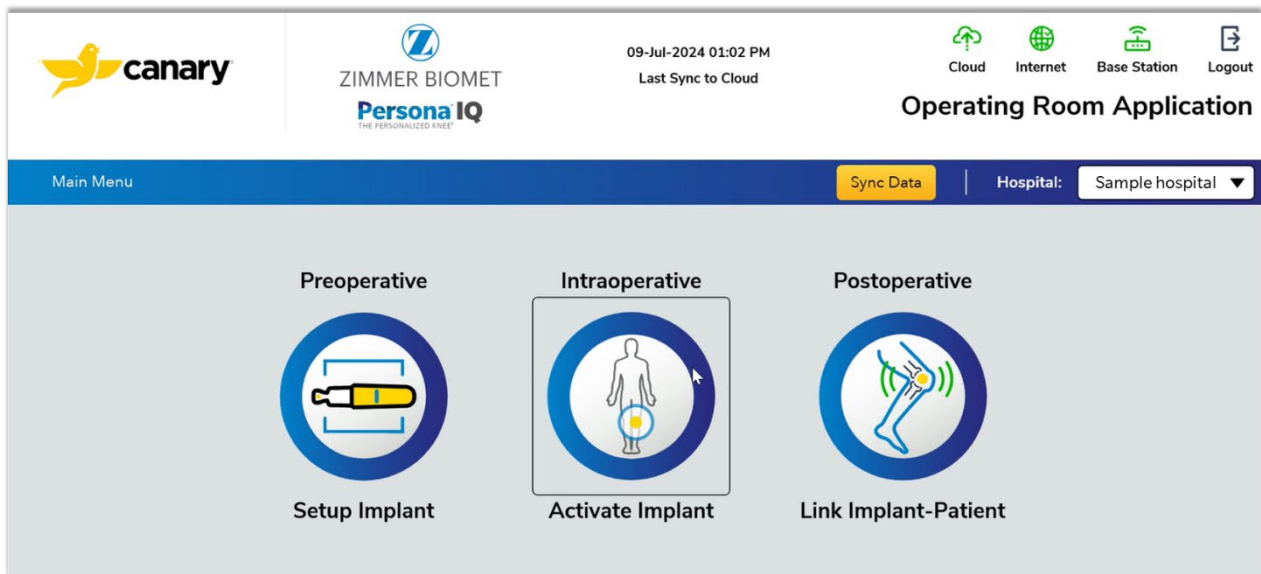 canary
ZIMMER BIOMET
Persona IQ
THE PERSONALIZED KNEE
09-Jul-2024 01:02 PM
Last Sync to Cloud
Cloud
Internet
Base Station
Logout
Operating Room Application
Main Menu
Sync Data
Hospital:
Sample hospital
Preoperative
Intraoperative
Postoperative
Setup Implant
Activate Implant
Link Implant-Patient